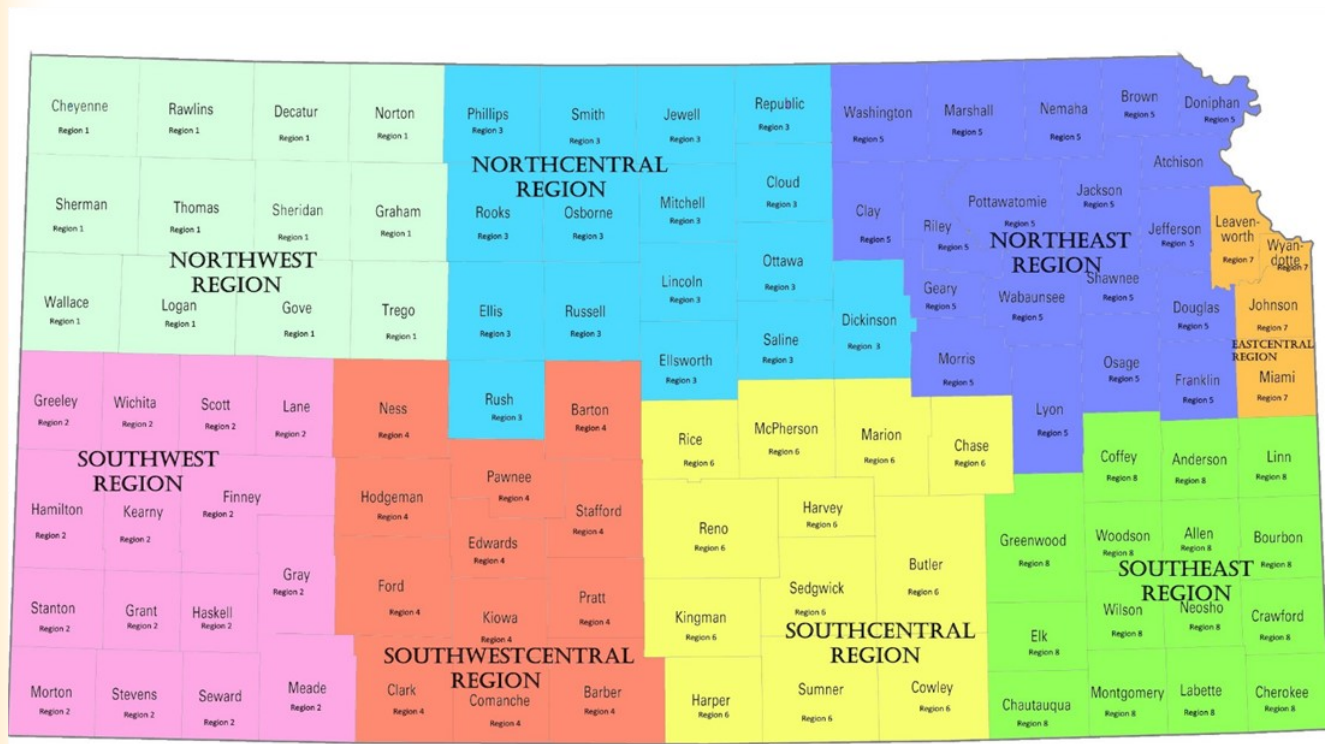 Cheyenne
Region 1
Rawlins
Region 1
Decatur
Region 1
Norton
Region 1
Phillips
Region 3
Smith
Region 3
Jewell
Region 3
Republic
Region 3
Washington
Region 5
Marshall
Region 5
Nemaha
Region 5
Brown
Region 5
Doniphan
Region 5
Atchison
Sherman
Region 1
Thomas
Region 1
Sheridan
Region 1
Graham
Region 1
NORTHWEST
REGION
NORTHCENTRAL
REGION
Rooks
Region 3
Osborne
Region 3
Mitchell
Region 3
Cloud
Region 3
Clay
Region 5
Riley
Region 5
Pottawatomie
Region 5
Jackson
Region 5
Jefferson
Region 5
Leaven-
worth
Region 7
Wyan-
dotte
Region 7
NORTHEAST
REGION
Wallace
Region 1
Logan
Region 1
Gove
Region 1
Trego
Region 1
Ellis
Region 3
Russell
Region 3
Lincoln
Region 3
Ottawa
Region 3
Dickinson
Region 3
Geary
Region 5
Wabaunsee
Region 5
Shawnee
Region 5
Douglas
Region 5
Johnson
Region 7
EASTCENTRAL
REGION
Ellsworth
Region 3
Saline
Region 3
Morris
Region 5
Osage
Region 5
Franklin
Region 5
Miami
Region 7
Greeley
Region 2
Wichita
Region 2
Scott
Region 2
Lane
Region 2
Ness
Region 4
Rush
Region 3
Barton
Region 4
Rice
Region 6
McPherson
Region 6
Marion
Region 6
Chase
Region 6
Lyon
Region 5
SOUTHWEST
REGION
Coffey
Region 8
Anderson
Region 8
Linn
Region 8
Hamilton
Region 2
Kearny
Region 2
Finney
Region 2
Hodgeman
Region 4
Pawnee
Region 4
Stafford
Region 4
Reno
Region 6
Harvey
Region 6
Butler
Region 6
Greenwood
Region 8
Woodson
Region 8
Allen
Region 8
Bourbon
Region 8
Edwards
Region 4
Gray
Region 2
Ford
Region 4
SOUTHEAST
REGION
Stanton
Region 2
Grant
Region 2
Haskell
Region 2
Kiowa
Region 4
Pratt
Region 4
Kingman
Region 6
Sedgwick
Region 6
Elk
Region 8
Wilson
Region 8
Neosho
Region 8
Crawford
Region 8
SOUTHWESTCENTRAL
REGION
SOUTHCENTRAL
REGION
Morton
Region 2
Stevens
Region 2
Seward
Region 2
Meade
Region 2
Clark
Region 4
Comanche
Region 4
Barber
Region 4
Harper
Region 6
Sumner
Region 6
Cowley
Region 6
Chautauqua
Region 8
Montgomery
Region 8
Labette
Region 8
Cherokee
Region 8